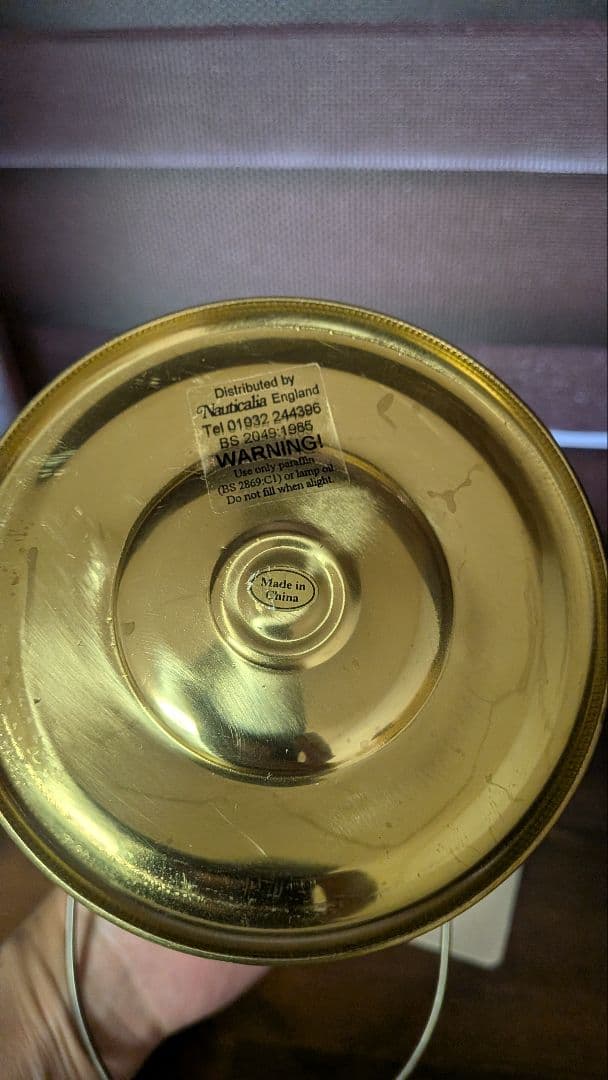 Distributed by
Nauticalia England
Tel 01932 244396
BS 2049:1985
WARNING!
Use only paraffin
(BS 2869:C1) or lamp oil.
Do not fill when alight.
Made in
China